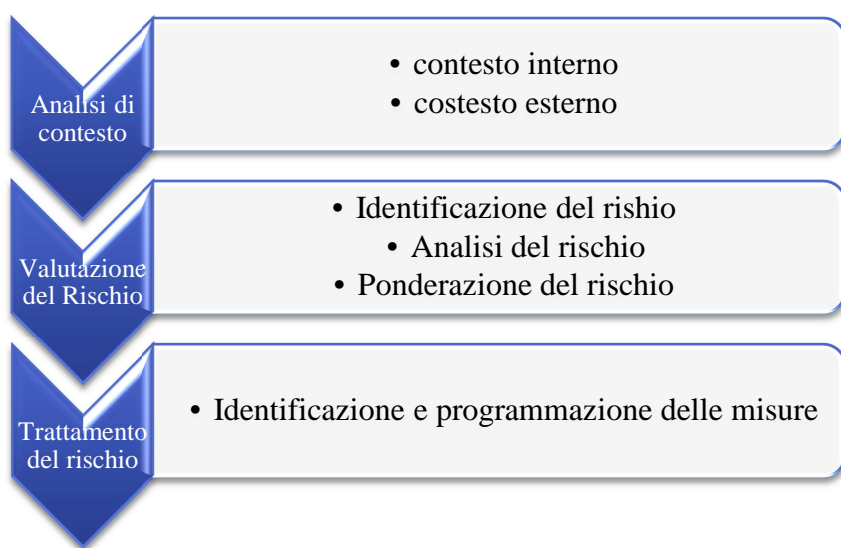 Analisi di
contesto
• contesto interno
• costesto esterno
Valutazione
del Rischio
• Identificazione del rishio
• Analisi del rischio
• Ponderazione del rischio
Trattamento
del rischio
• Identificazione e programmazione delle misure